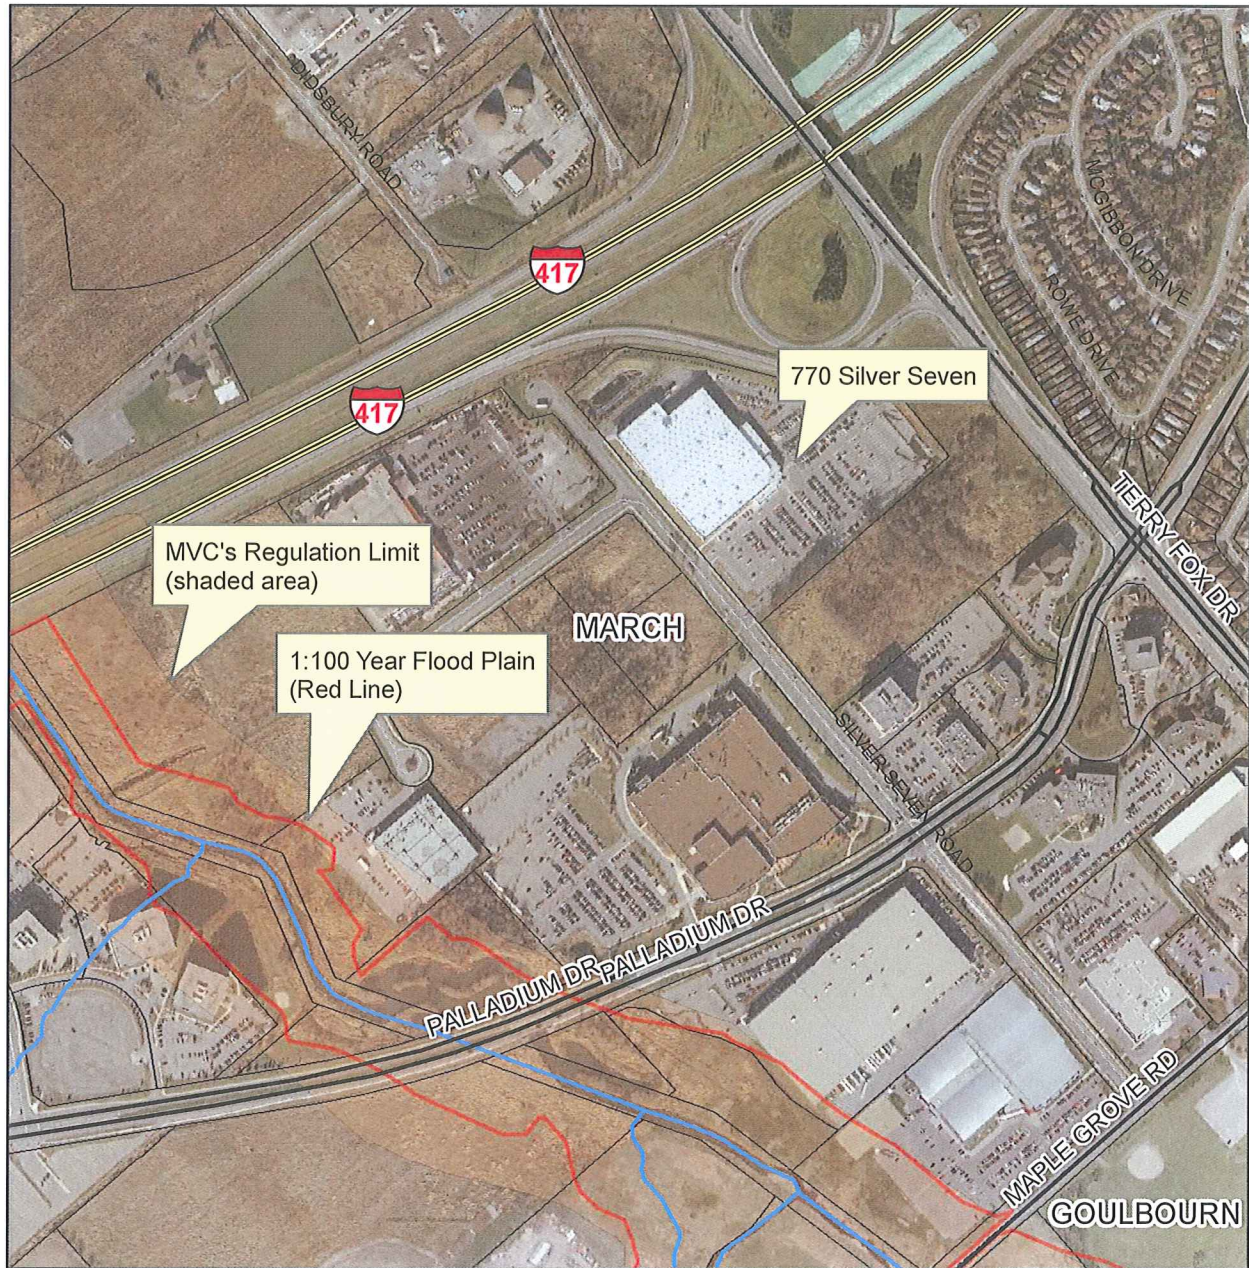 DIDSBURY ROAD
MCGIBBON DRIVE
ROWE DRIVE
417
770 Silver Seven
417
TERRY FOX DR
MVC's Regulation Limit
(shaded area)
MARCH
1:100 Year Flood Plain
(Red Line)
SILVER SEVEN ROAD
PALLADIUM DR
PALLADIUM DR
MAPLE GROVE RD
GOULBOURN